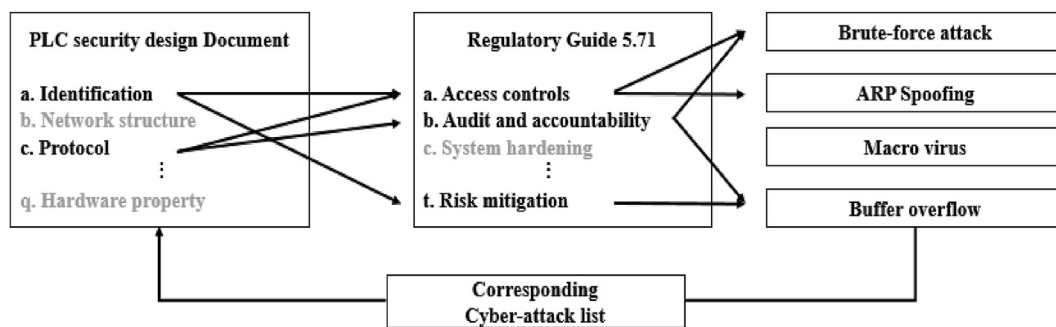 PLC security design Document
a. Identification
b. Network structure
c. Protocol
⋮
q. Hardware property
Regulatory Guide 5.71
a. Access controls
b. Audit and accountability
c. System hardening
⋮
t. Risk mitigation
Brute-force attack
ARP Spoofing
Macro virus
Buffer overflow
Corresponding
Cyber-attack list